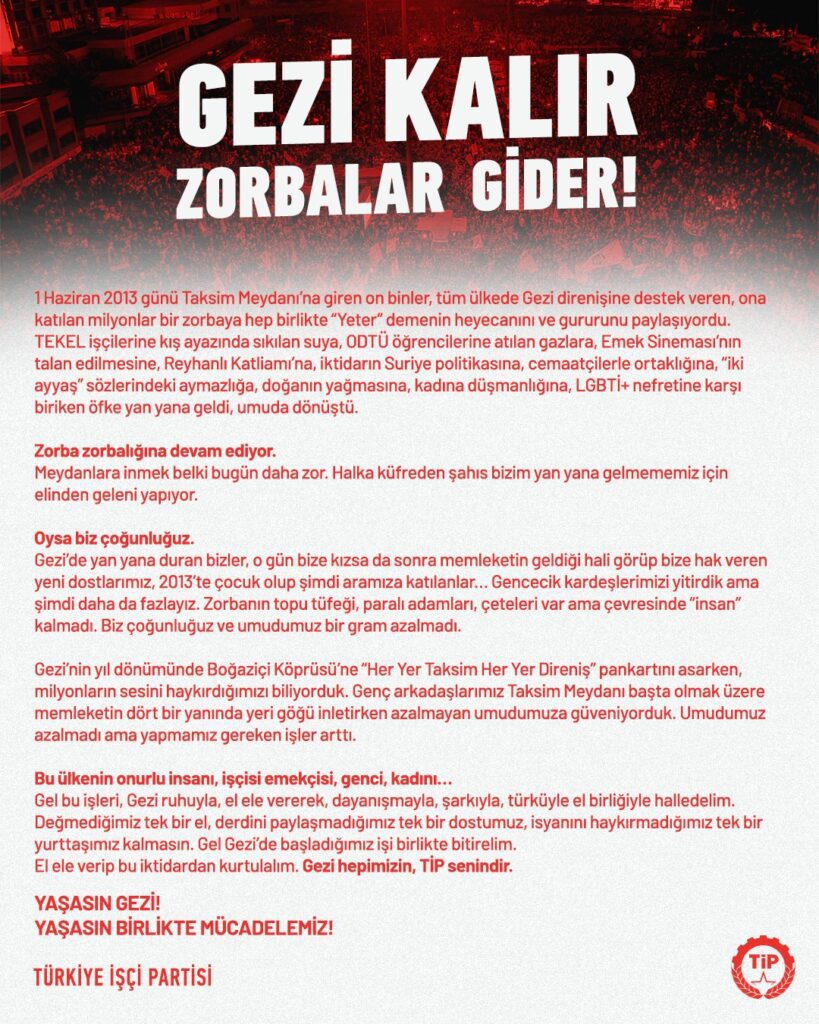 GEZİ KALIR
ZORBALAR GİDER!
1 Haziran 2013 günü Taksim Meydanı’na giren on binler, tüm ülkede Gezi direnişine destek veren, ona
katılan milyonlar bir zorbaya hep birlikte “Yeter” demenin heyecanını ve gururunu paylaşıyordu.
TEKEL işçilerine kış ayazında sıkılan suya, ODTÜ öğrencilerine atılan gazlara, Emek Sineması’nın
talan edilmesine, Reyhanlı Katliamı’na, iktidarın Suriye politikasına, cemaatçilerle ortaklığına, “iki
ayyaş” sözlerindeki aymazlığa, doğanın yağmasına, kadına düşmanlığına, LGBTİ+ nefretine karşı
biriken öfke yan yana geldi, umuda dönüştü.
Zorba zorbalığına devam ediyor.
Meydanlara inmek belki bugün daha zor. Halka küfreden şahıs bizim yan yana gelmememiz için
elinden geleni yapıyor.
Oysa biz çoğunluğuz.
Gezi’de yan yana duran bizler, o gün bize kızsa da sonra memleketin geldiği hali görüp bize hak veren
yeni dostlarımız, 2013’te çocuk olup şimdi aramıza katılanlar... Gencecik kardeşlerimizi yitirdik ama
şimdi daha da fazlayız. Zorbanın topu tüfeği, paralı adamları, çeteleri var ama çevresinde “insan”
kalmadı. Biz çoğunluğuz ve umudumuz bir gram azalmadı.
Gezi’nin yıl dönümünde Boğaziçi Köprüsü’ne “Her Yer Taksim Her Yer Direniş” pankartını asarken,
milyonların sesini haykırdığımızı biliyorduk. Genç arkadaşlarımız Taksim Meydanı başta olmak üzere
memleketin dört bir yanında yeri göğü inletirken azalmayan umudumuza güveniyorduk. Umudumuz
azalmadı ama yapmamız gereken işler arttı.
Bu ülkenin onurlu insanı, işçisi emekçisi, genci, kadını...
Gel bu işleri, Gezi ruhuyla, el ele vererek, dayanışmayla, şarkıyla, türküyle el birliğiyle halledelim.
Değmediğimiz tek bir el, derdini paylaşmadığımız tek bir dostumuz, isyanını haykırmadığımız tek bir
yurttaşımız kalmasın. Gel Gezi’de başladığımız işi birlikte bitirelim.
El ele verip bu iktidardan kurtulalım. Gezi hepimizin, TİP senindir.
YAŞASIN GEZİ!
YAŞASIN BİRLİKTE MÜCADELEMİZ!
TÜRKİYE İŞÇİ PARTİSİ
TİP